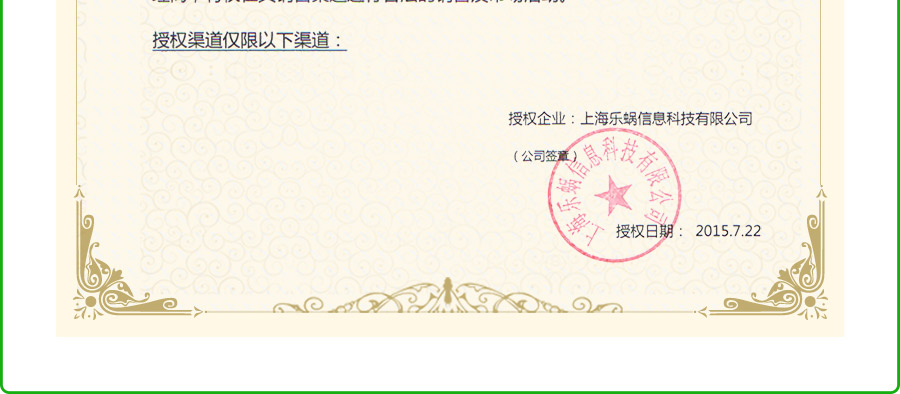 授权渠道仅限以下渠道：
授权企业：上海乐蜗信息科技有限公司
（公司签章）
上海乐蜗信息科技有限公司
授权日期： 2015.7.22